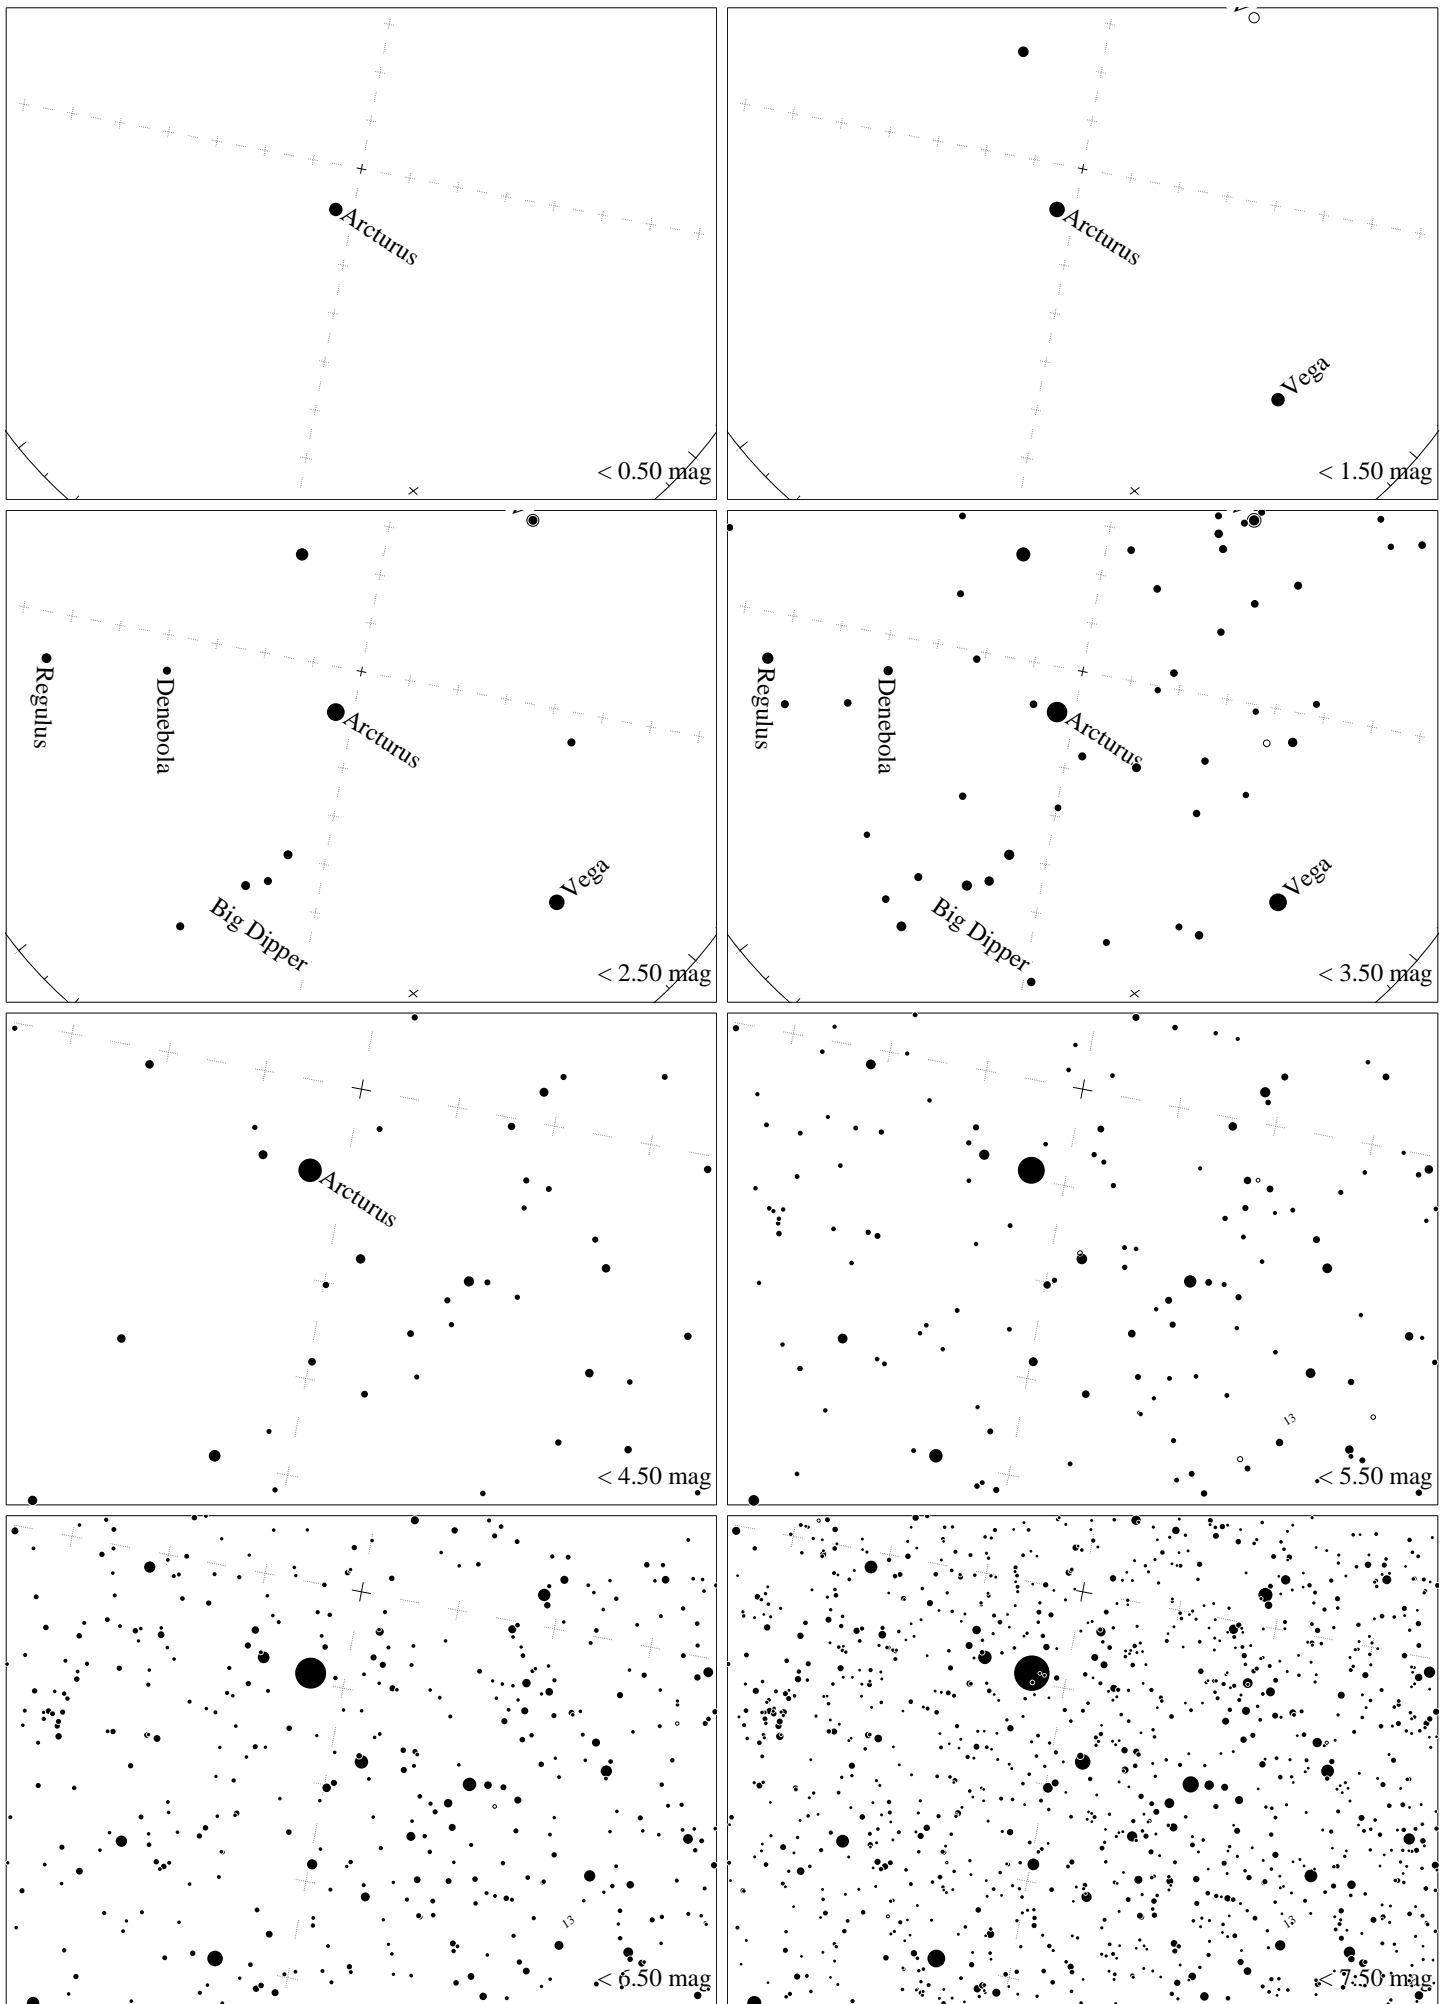 Arcturus
< 0.50 mag
Arcturus
Vega
< 1.50 mag
Regulus
Denebola
Arcturus
Vega
Big Dipper
< 2.50 mag
Regulus
Denebola
Arcturus
Vega
Big Dipper
< 3.50 mag
Arcturus
< 4.50 mag
13
< 5.50 mag
13
< 6.50 mag
13
< 7.50 mag